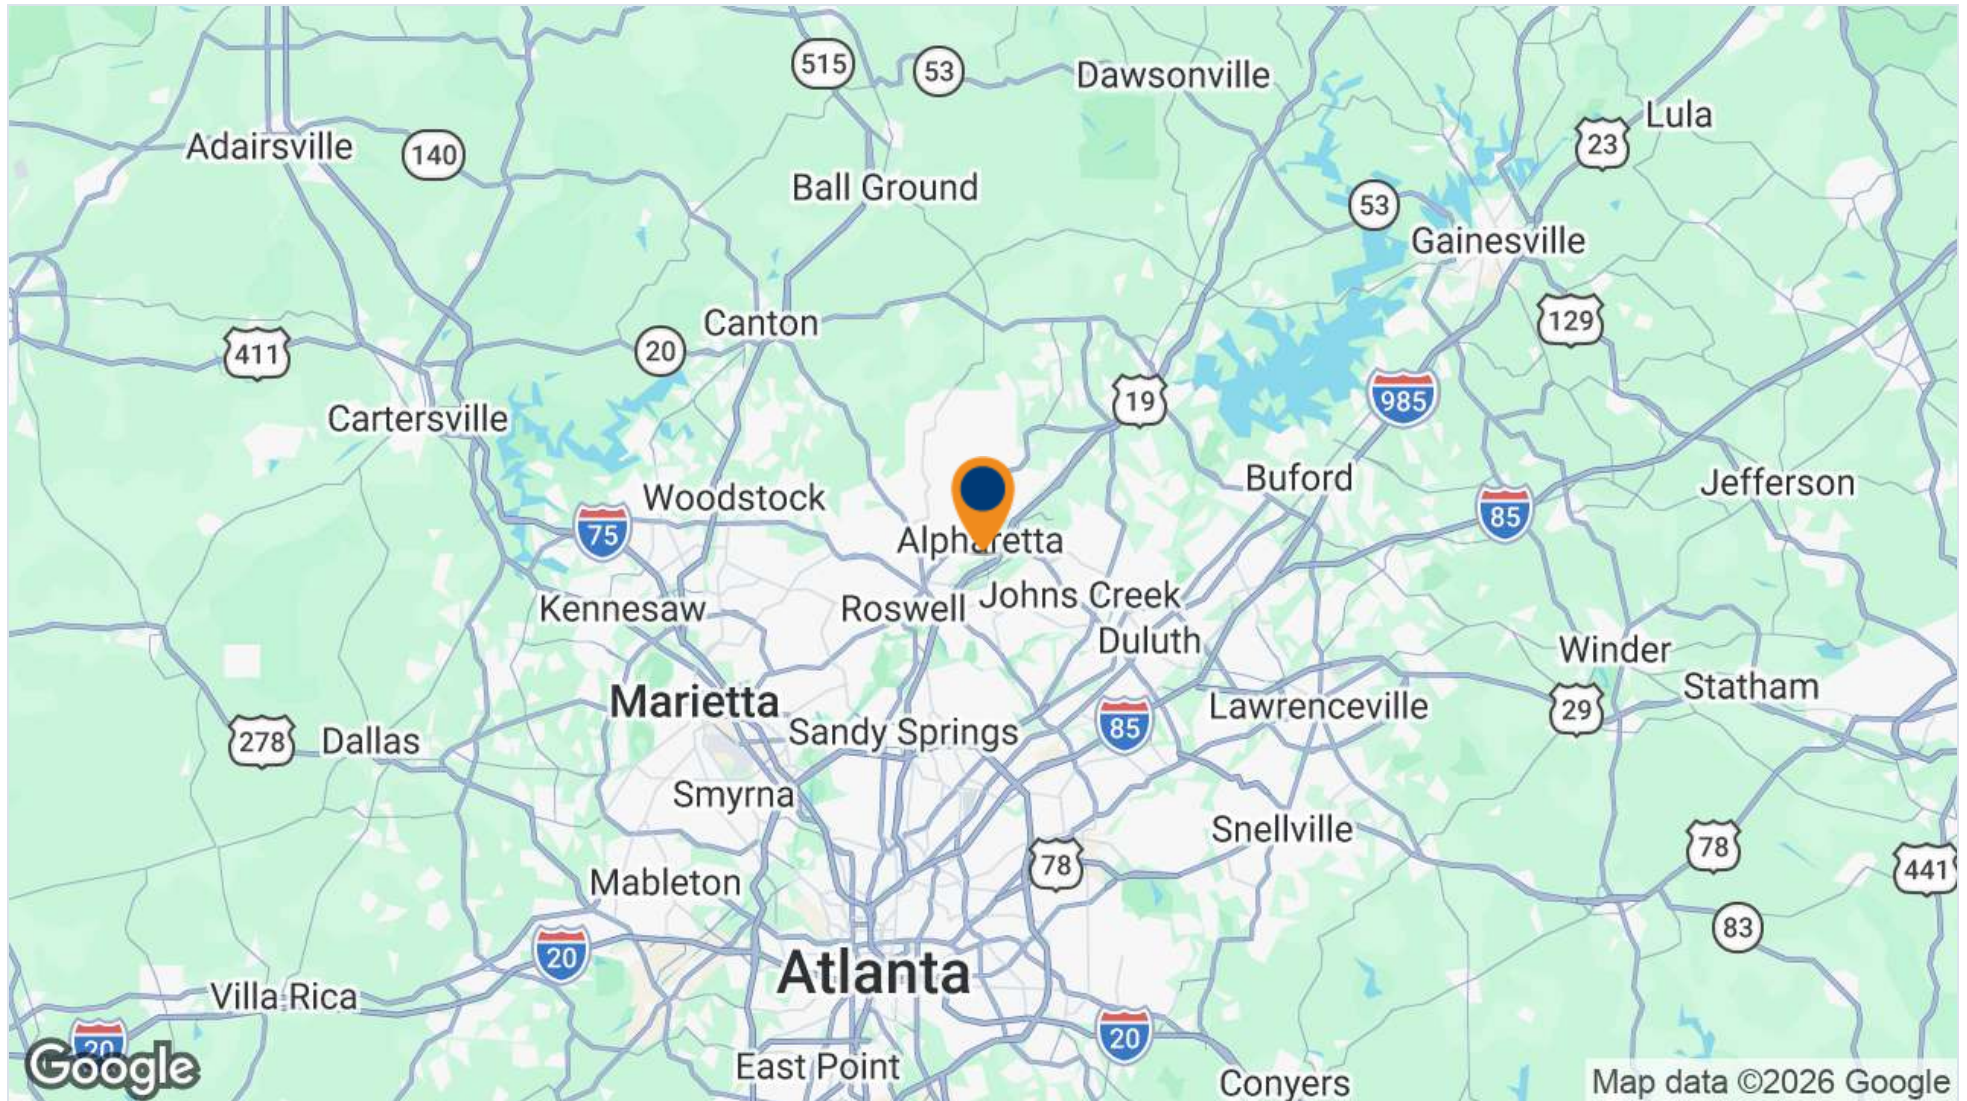 515
53
Dawsonville
Lula
23
Adairsville
140
Ball Ground
53
Gainesville
Canton
129
20
411
19
985
Cartersville
Woodstock
Buford
Jefferson
75
85
Alpharetta
Kennesaw
Roswell
Johns Creek
Duluth
Winder
Statham
Marietta
Lawrenceville
29
278
Dallas
Sandy Springs
85
Smyrna
Snellville
78
78
Mableton
441
83
20
Atlanta
Villa Rica
20
20
East Point
Conyers
Google
Map data ©2026 Google